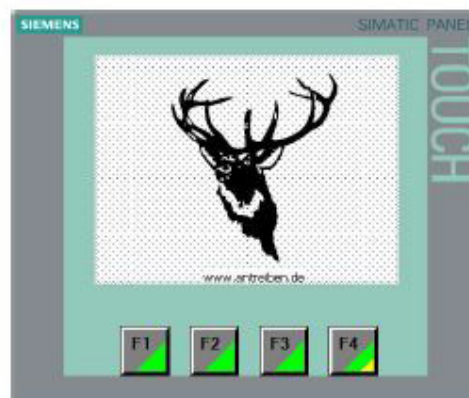 SIEMENS
SIMATIC PANEL
TOUCH
www.antreiben.de
F1
F2
F3
F4